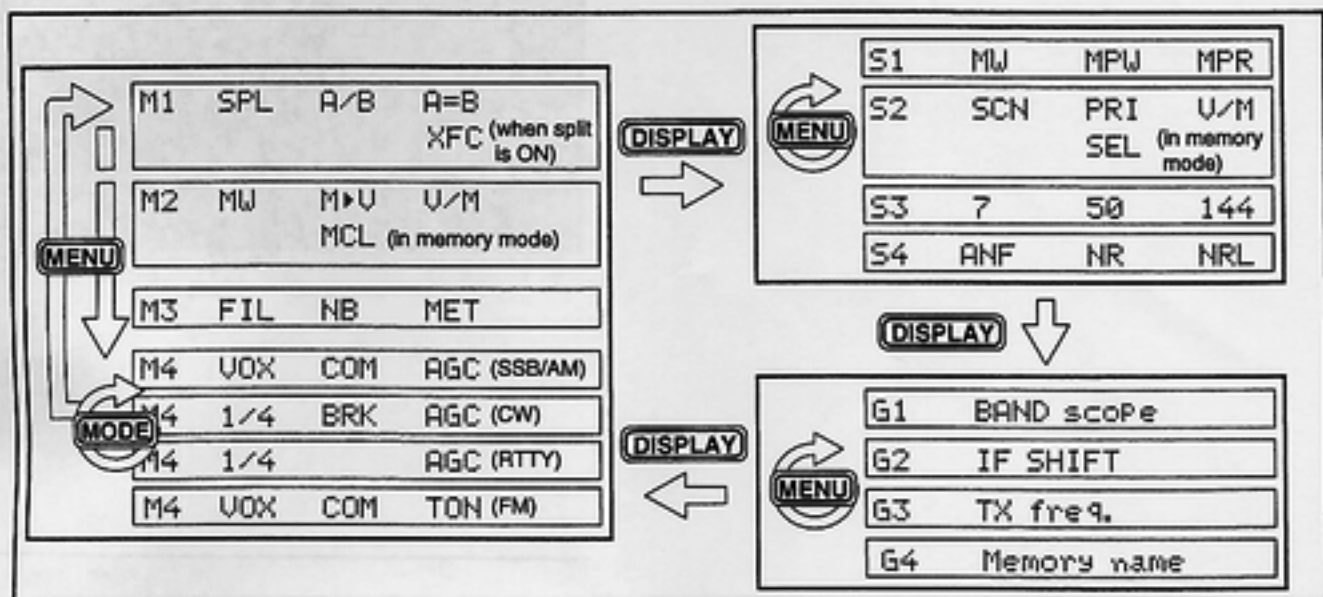 M1 SPL A/B A=B
XFC (when split is ON)
M2 MW M▶V V/M
MCL (in memory mode)
MENU
M3 FIL NB MET
M4 VOX COM AGC (SSB/AM)
M4 1/4 BRK AGC (CW)
MODE
M4 1/4 AGC (RTTY)
M4 VOX COM TON (FM)
DISPLAY
S1 MW MPW MPR
MENU
S2 SCN PRI V/M
SEL (in memory mode)
S3 7 50 144
S4 ANF NR NRL
DISPLAY
G1 BAND scope
G2 IF SHIFT
MENU
G3 TX freq.
G4 Memory name
DISPLAY